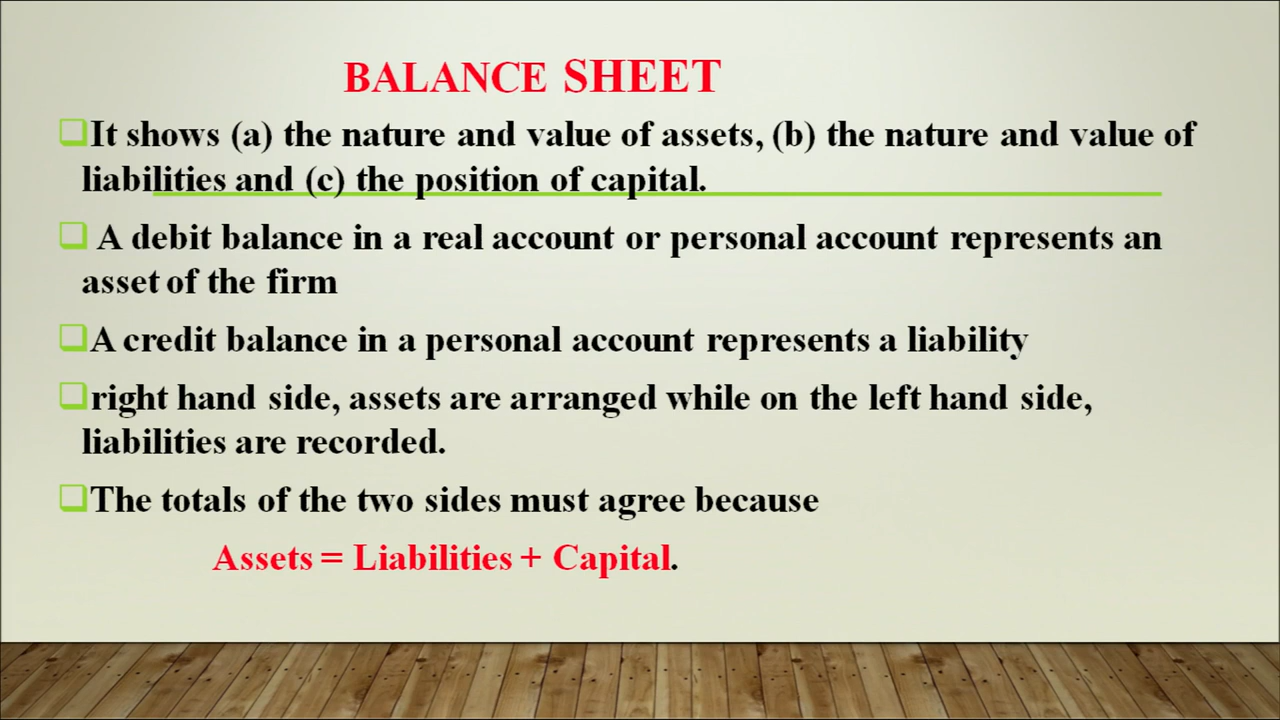 BALANCE SHEET
It shows (a) the nature and value of assets, (b) the nature and value of
liabilities and (c) the position of capital.
A debit balance in a real account or personal account represents an
asset of the firm
A credit balance in a personal account represents a liability
right hand side, assets are arranged while on the left hand side,
liabilities are recorded.
The totals of the two sides must agree because
Assets = Liabilities + Capital.